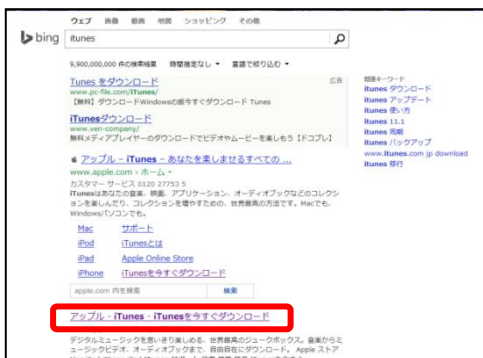 ウェブ 画像 動画 地図 ショッピング その他
bing
itunes
9,900,000,000 件の検索結果 時間指定なし 言語で絞り込む
Tunes をダウンロード
広告
www.pc-file.com/iTunes/
【無料】ダウンロードWindowsの版今すぐダウンロード Tunes
iTunesダウンロード
www.ven-company/
無料メディアプレイヤーのダウンロードでビデオやムービーを楽しもう【ドコプレ】
アップル - iTunes - あなたを楽しませるすべての ...
www.apple.com › ホーム
カスタマー サービス 0120 27753 5
iTunesはあなたの音楽、映画、アプリケーション、オーディオブックなどのコレクシ
ョンを楽しんだり、コレクションを増やすための、世界最高の方法です。Macでも、
Windowsパソコンでも。
Mac サポート
iPod iTunesとは
iPad Apple Online Store
iPhone iTunesを今すぐダウンロード
apple.com 内を検索 検索
アップル - iTunes - iTunesを今すぐダウンロード
デジタルミュージックを思いきり楽しめる、世界最高のジュークボックス。音楽からミ
ュージックビデオ、オーディオブックまで、自由自在にダウンロード。 Apple ストア
関連キーワード
itunes ダウンロード
itunes アップデート
itunes 使い方
itunes 11.1
itunes 同期
itunes バックアップ
www.itunes.com jp download
itunes 移行